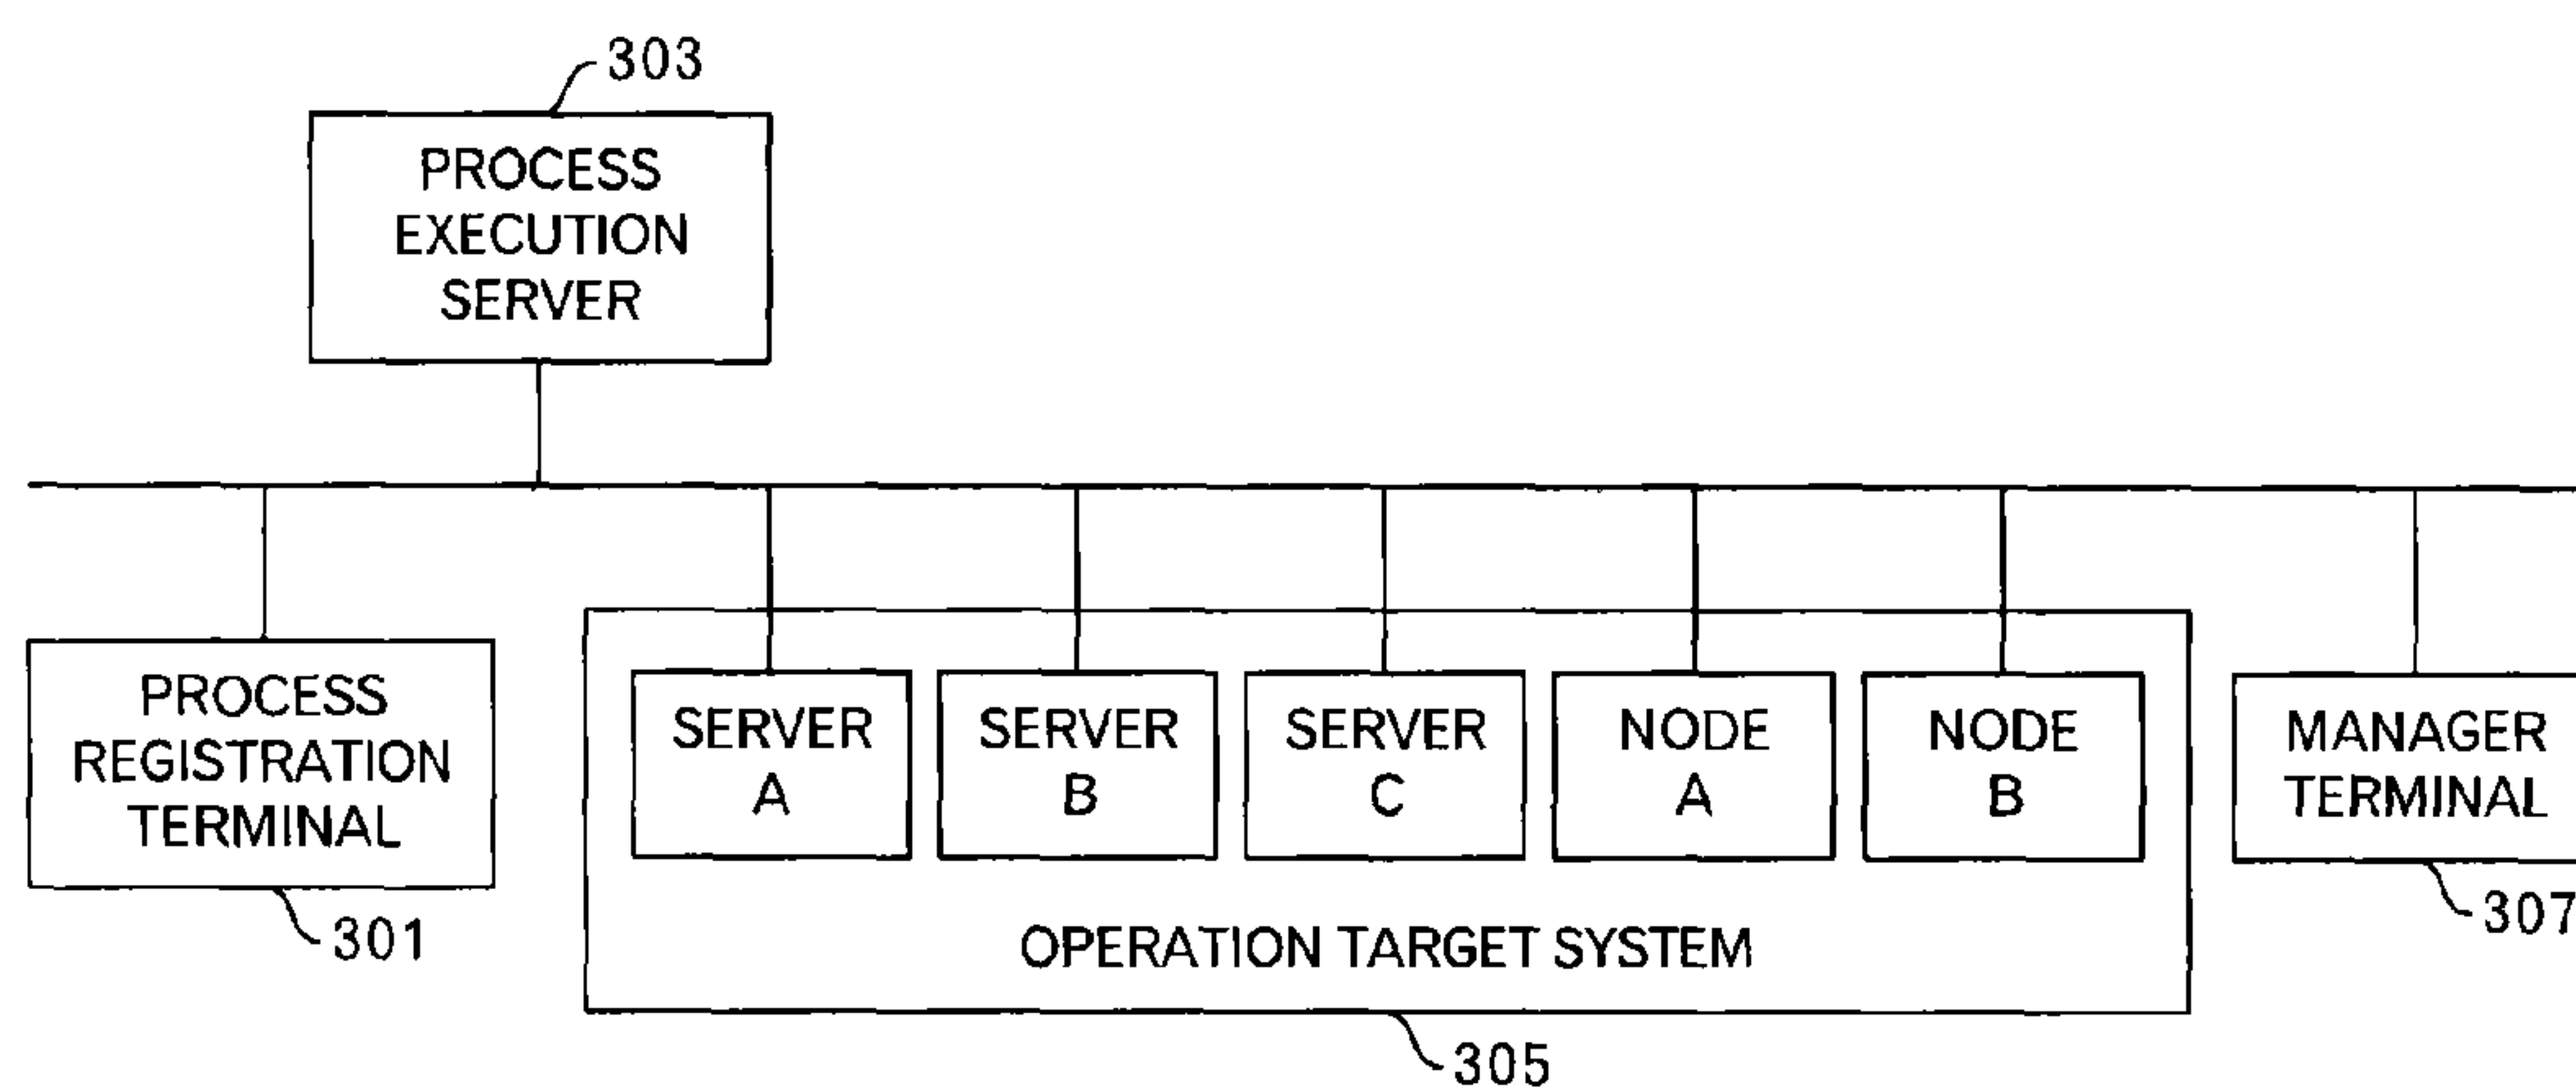 303
PROCESS
EXECUTION
SERVER
PROCESS
REGISTRATION
TERMINAL
301
SERVER
A
SERVER
B
SERVER
C
NODE
A
NODE
B
OPERATION TARGET SYSTEM
305
MANAGER
TERMINAL
307